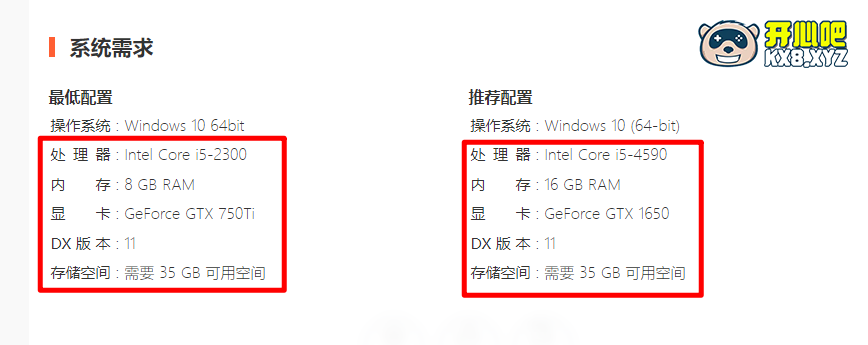 系统需求
开心吧
KX8.XYZ
最低配置
操作系统 : Windows 10 64bit
处 理 器 : Intel Core i5-2300
内 存 : 8 GB RAM
显 卡 : GeForce GTX 750Ti
DX 版 本 : 11
存储空间 : 需要 35 GB 可用空间
推荐配置
操作系统 : Windows 10 (64-bit)
处 理 器 : Intel Core i5-4590
内 存 : 16 GB RAM
显 卡 : GeForce GTX 1650
DX 版 本 : 11
存储空间 : 需要 35 GB 可用空间